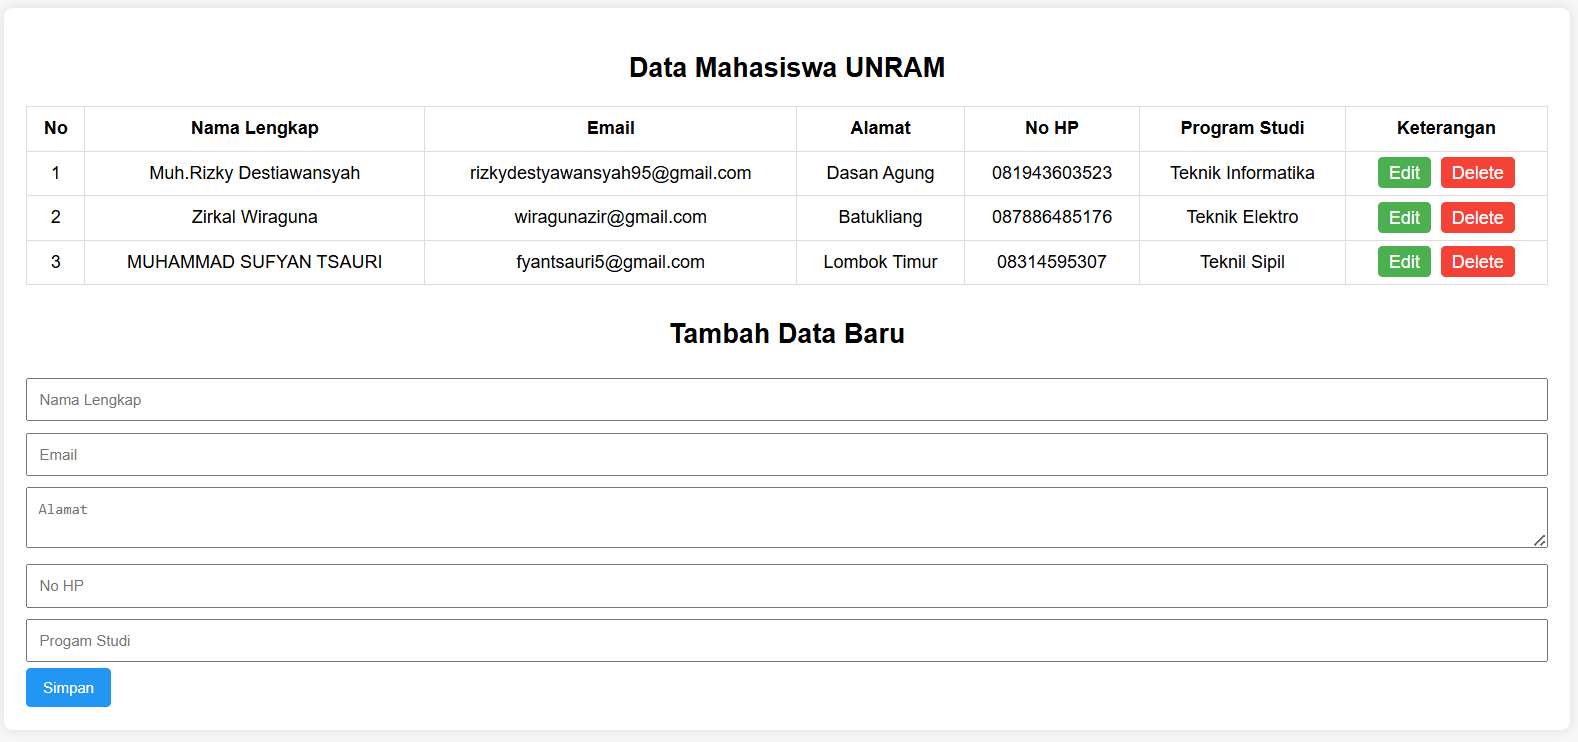 Data Mahasiswa UNRAM
No Nama Lengkap Email Alamat No HP Program Studi Keterangan
1 Muh.Rizky Destiawansyah rizkydestyawansyah95@gmail.com Dasan Agung 081943603523 Teknik Informatika Edit Delete
2 Zirkal Wiraguna wiragunazir@gmail.com Batukliang 087886485176 Teknik Elektro Edit Delete
3 MUHAMMAD SUFYAN TSAURI fyantsauri5@gmail.com Lombok Timur 08314595307 Teknil Sipil Edit Delete
Tambah Data Baru
Nama Lengkap
Email
Alamat
No HP
Progam Studi
Simpan